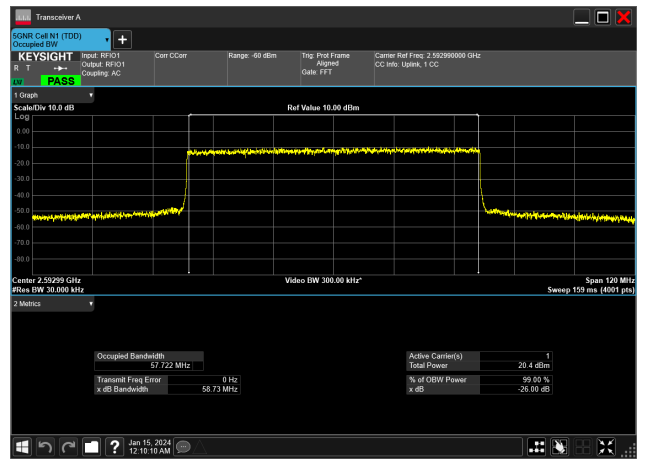 Transceiver A
5GNR Cell N1 (TDD)
Occupied BW
KEYSIGHT
R T
PASS
Input: RFIO1
Output: RFIO1
Coupling: AC
Corr CCorr
Range: -60 dBm
Trig: Prot Frame
Aligned
Gate: FFT
Carrier Ref Freq: 2.592990000 GHz
CC Info: Uplink, 1 CC
1 Graph
Scale/Div 10.0 dB
Ref Value 10.00 dBm
Log
0.00
-10.0
-20.0
-30.0
-40.0
-50.0
-60.0
-70.0
-80.0
Center 2.59299 GHz
Video BW 300.00 kHz*
Span 120 MHz
#Res BW 30.000 kHz
Sweep 159 ms (4001 pts)
2 Metrics
Occupied Bandwidth
57.722 MHz
Active Carrier(s) 1
Total Power 20.4 dBm
Transmit Freq Error 0 Hz
x dB Bandwidth 58.73 MHz
% of OBW Power 99.00 %
x dB -26.00 dB
?
Jan 15, 2024
12:10:10 AM